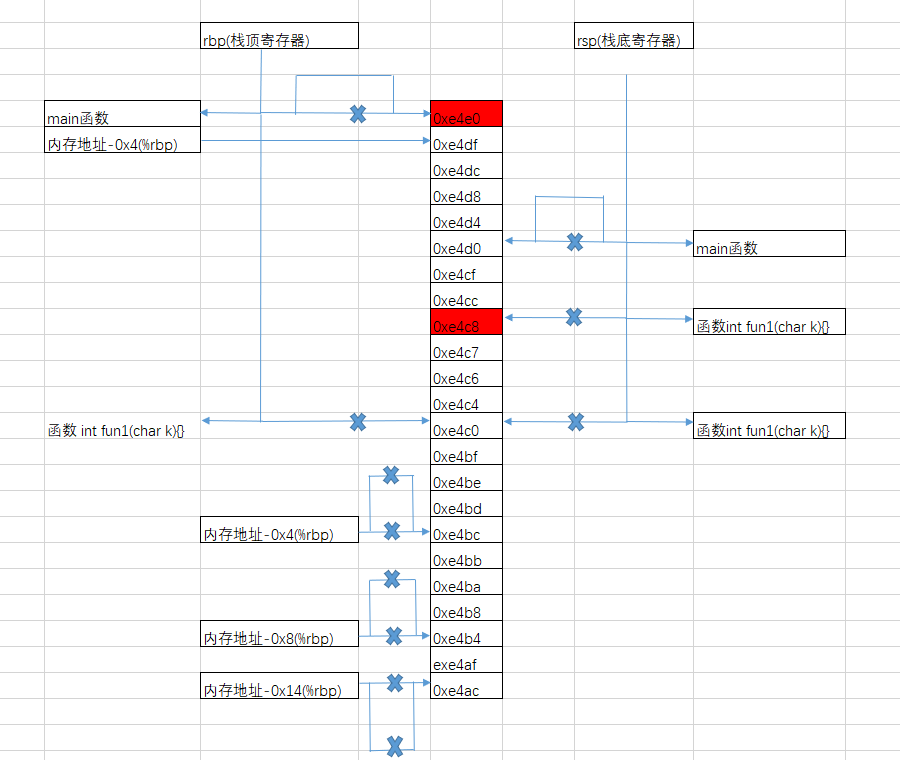 rbp(栈顶寄存器)
rsp(栈底寄存器)
main函数
0xe4e0
内存地址-0x4(%rbp)
0xe4df
0xe4dc
0xe4d8
0xe4d4
0xe4d0
main函数
0xe4cf
0xe4cc
0xe4c8
函数int fun1(char k){}
0xe4c7
0xe4c6
0xe4c4
函数 int fun1(char k){}
0xe4c0
函数int fun1(char k){}
0xe4bf
0xe4be
0xe4bd
内存地址-0x4(%rbp)
0xe4bc
0xe4bb
0xe4ba
0xe4b8
内存地址-0x8(%rbp)
0xe4b4
exe4af
内存地址-0x14(%rbp)
0xe4ac